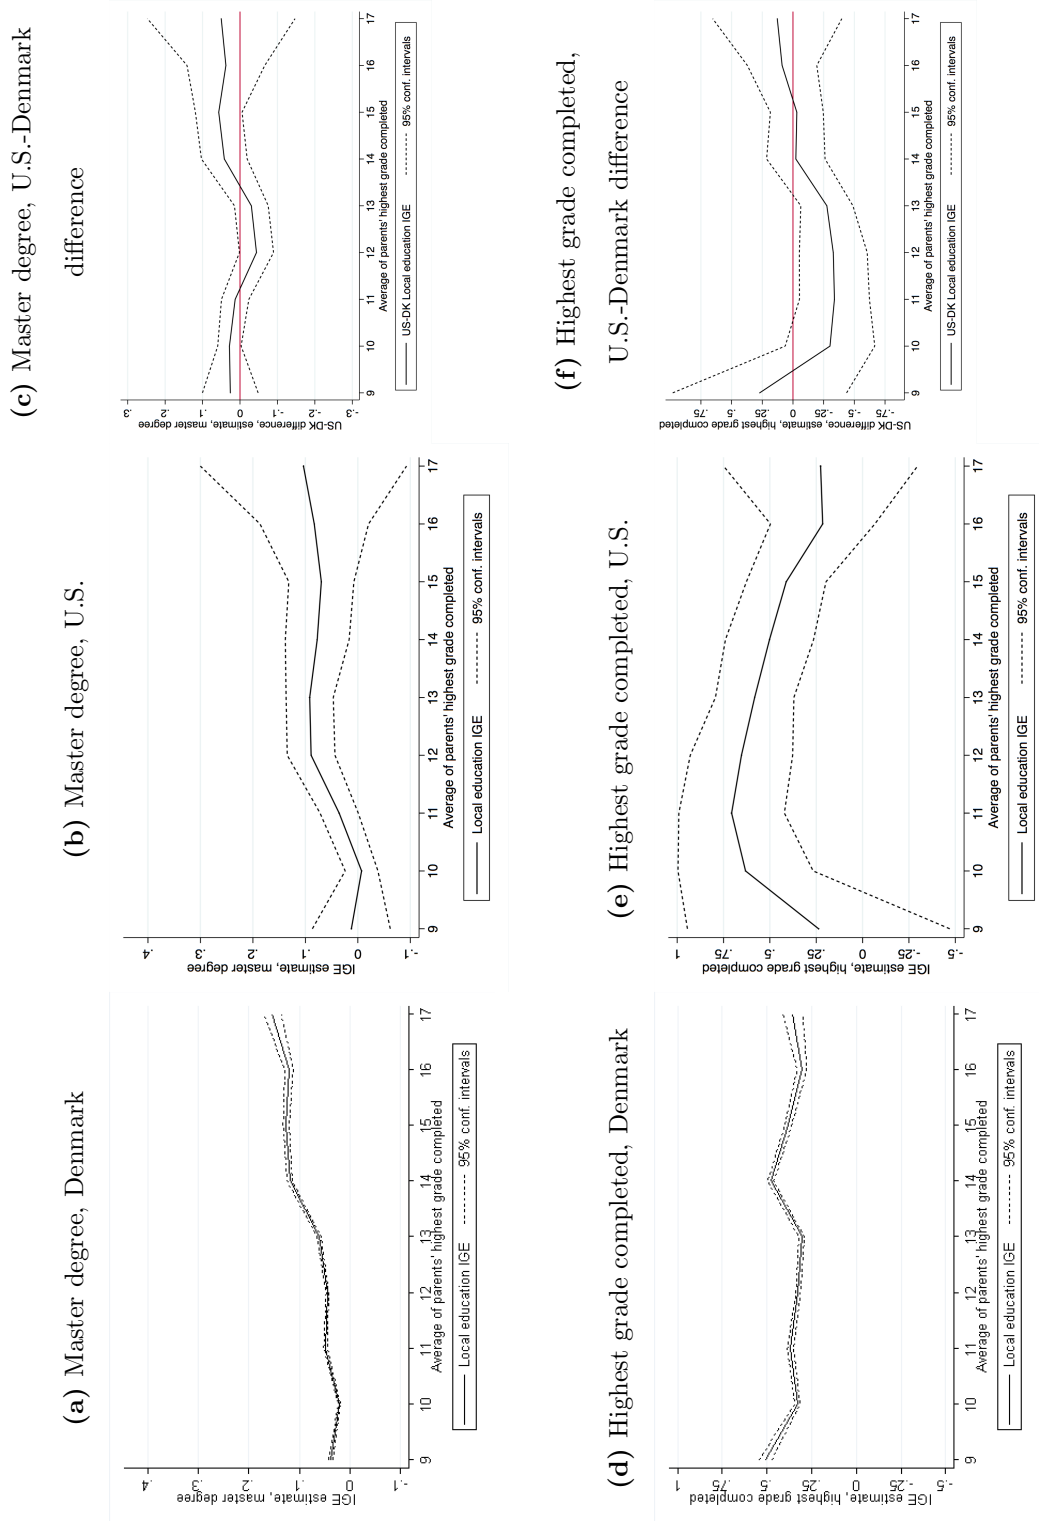 (a) Master degree, Denmark
IGE estimate, master degree
.4
.3
.2
.1
0
-.1
9 10 11 12 13 14 15 16 17
Average of parents' highest grade completed
Local education IGE 95% conf. intervals
(b) Master degree, U.S.
IGE estimate, master degree
.4
.3
.2
.1
0
-.1
9 10 11 12 13 14 15 16 17
Average of parents' highest grade completed
Local education IGE 95% conf. intervals
(c) Master degree, U.S.-Denmark
difference
US-DK difference, estimate, master degree
.3
.2
.1
0
-.1
-.2
-.3
9 10 11 12 13 14 15 16 17
Average of parents' highest grade completed
US-DK Local education IGE 95% conf. intervals
(d) Highest grade completed, Denmark
IGE estimate, highest grade completed
1
.75
.5
.25
0
-.25
-.5
9 10 11 12 13 14 15 16 17
Average of parents' highest grade completed
Local education IGE 95% conf. intervals
(e) Highest grade completed, U.S.
IGE estimate, highest grade completed
1
.75
.5
.25
0
-.25
-.5
9 10 11 12 13 14 15 16 17
Average of parents' highest grade completed
Local education IGE 95% conf. intervals
(f) Highest grade completed,
U.S.-Denmark difference
US-DK difference, estimate, highest grade completed
.75
.5
.25
0
-.25
-.5
-.75
9 10 11 12 13 14 15 16 17
Average of parents' highest grade completed
US-DK Local education IGE 95% conf. intervals